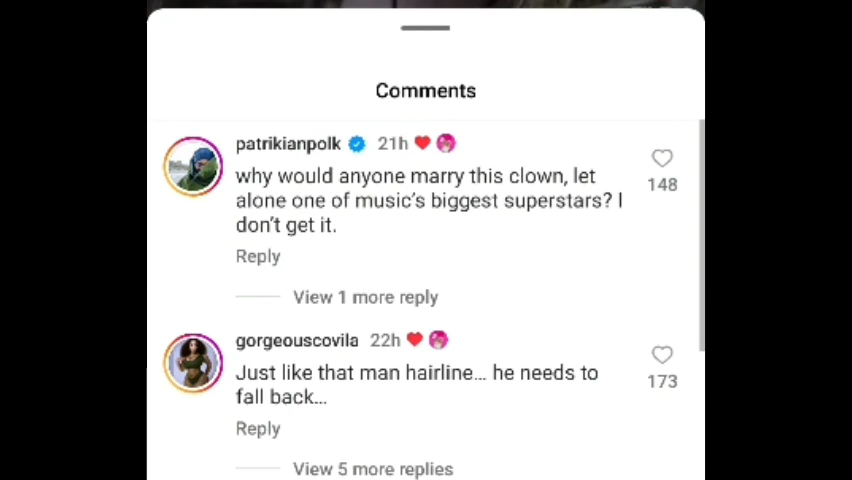 Comments
patrikianpolk 21h
why would anyone marry this clown, let
alone one of music's biggest superstars? I
don't get it.
148
Reply
View 1 more reply
gorgeouscovila 22h
Just like that man hairline... he needs to
fall back...
173
Reply
View 5 more replies